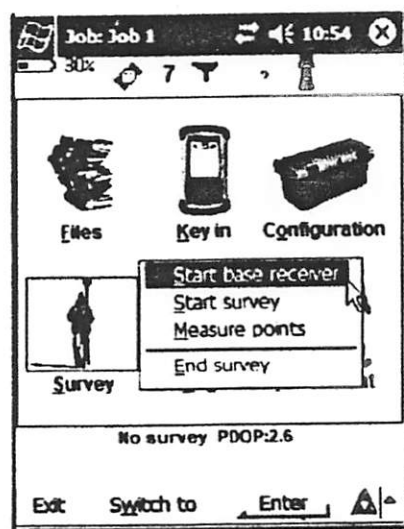 Job: Job 1 10:54
30% 7 ?
Files Key in Configuration
Start base receiver
Start survey
Measure points
End survey
Survey
No survey PDOP:2.6
Exit Switch to Enter